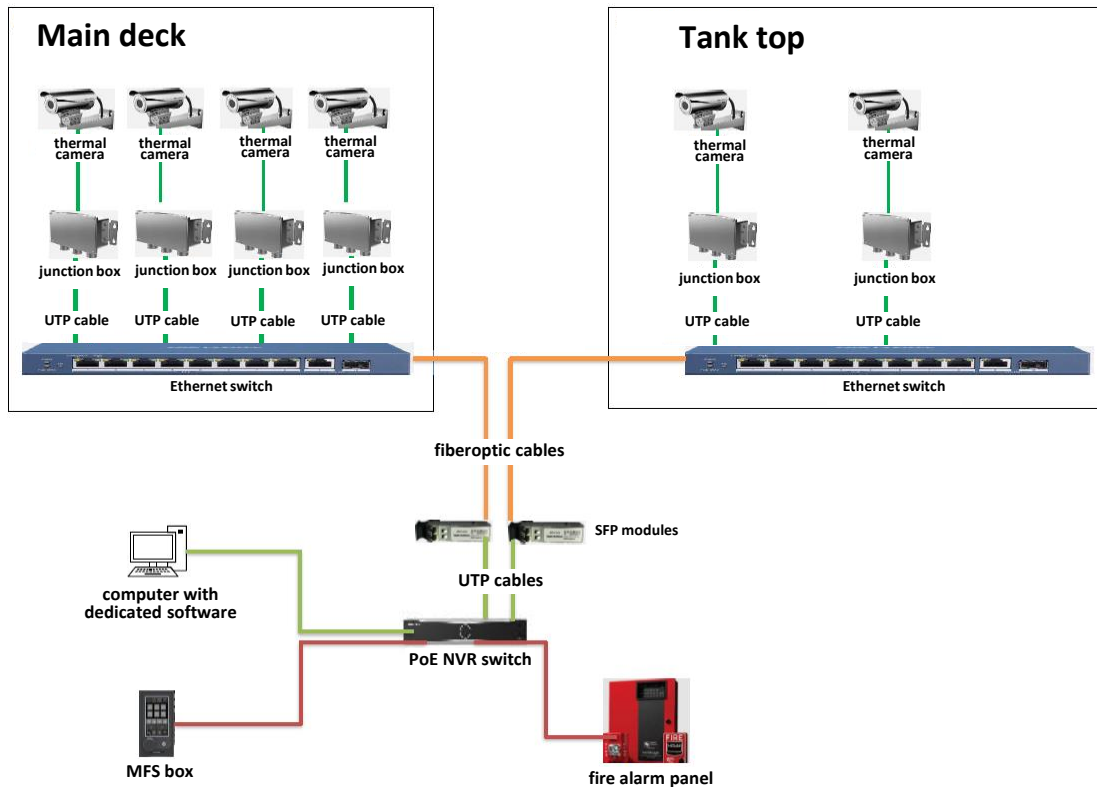 Main deck
Tank top
thermal
camera
thermal
camera
thermal
camera
thermal
camera
thermal
camera
thermal
camera
junction box
junction box
junction box
junction box
junction box
junction box
UTP cable
UTP cable
UTP cable
UTP cable
UTP cable
UTP cable
Ethernet switch
Ethernet switch
fiberoptic cables
SFP modules
UTP cables
computer with
dedicated software
PoE NVR switch
MFS box
FIRE
fire alarm panel